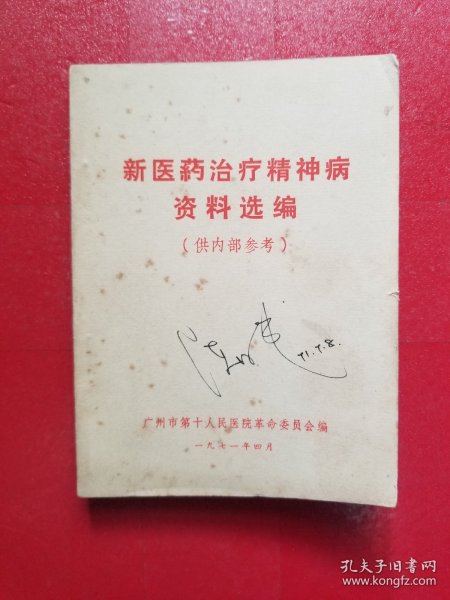 新医药治疗精神病
资料选编
(供内部参考)
71.7.8.
广州市第十人民医院革命委员会编
一九七一年四月
孔夫子旧书网
www.kongfz.com